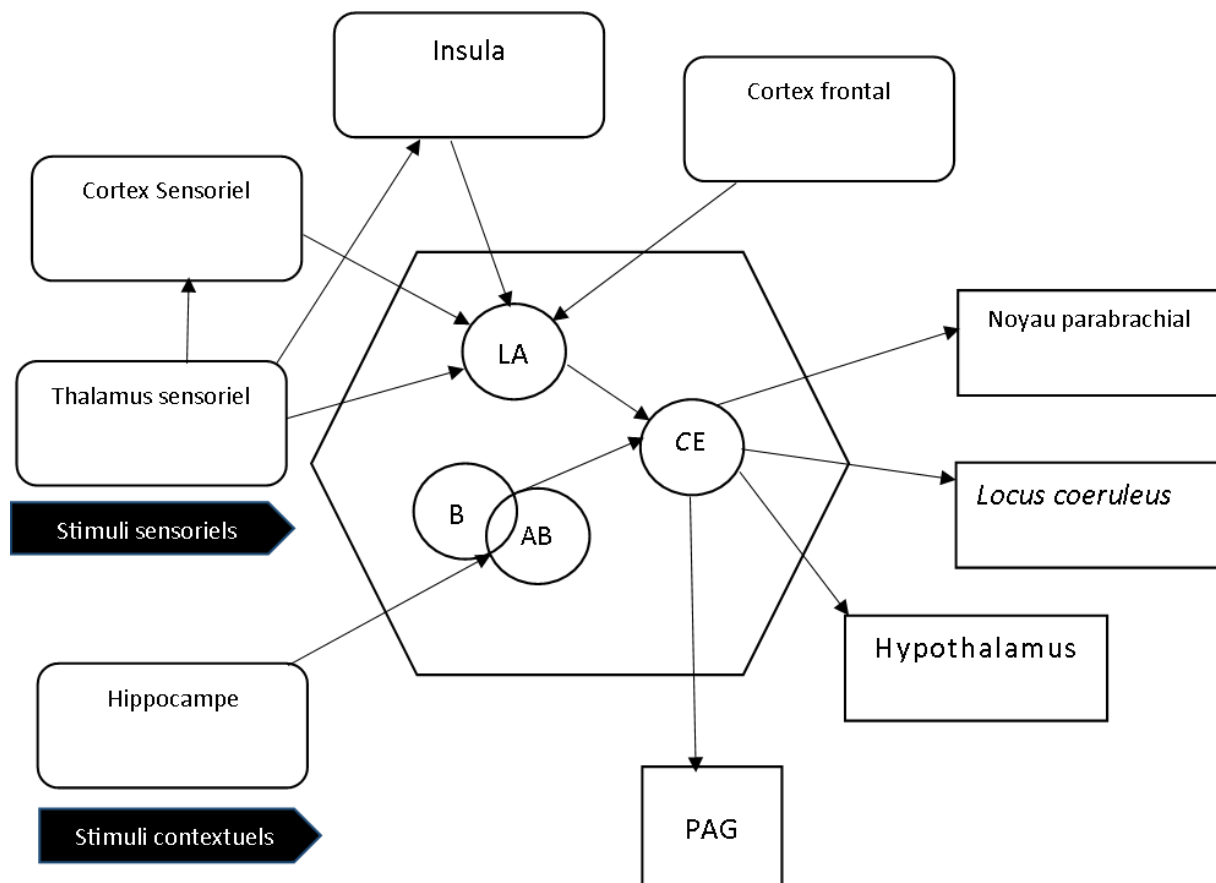 Insula
Cortex frontal
Cortex Sensoriel
Noyau parabrachial
LA
Thalamus sensoriel
CE
Locus coeruleus
B
AB
Stimuli sensoriels
Hypothalamus
Hippocampe
PAG
Stimuli contextuels